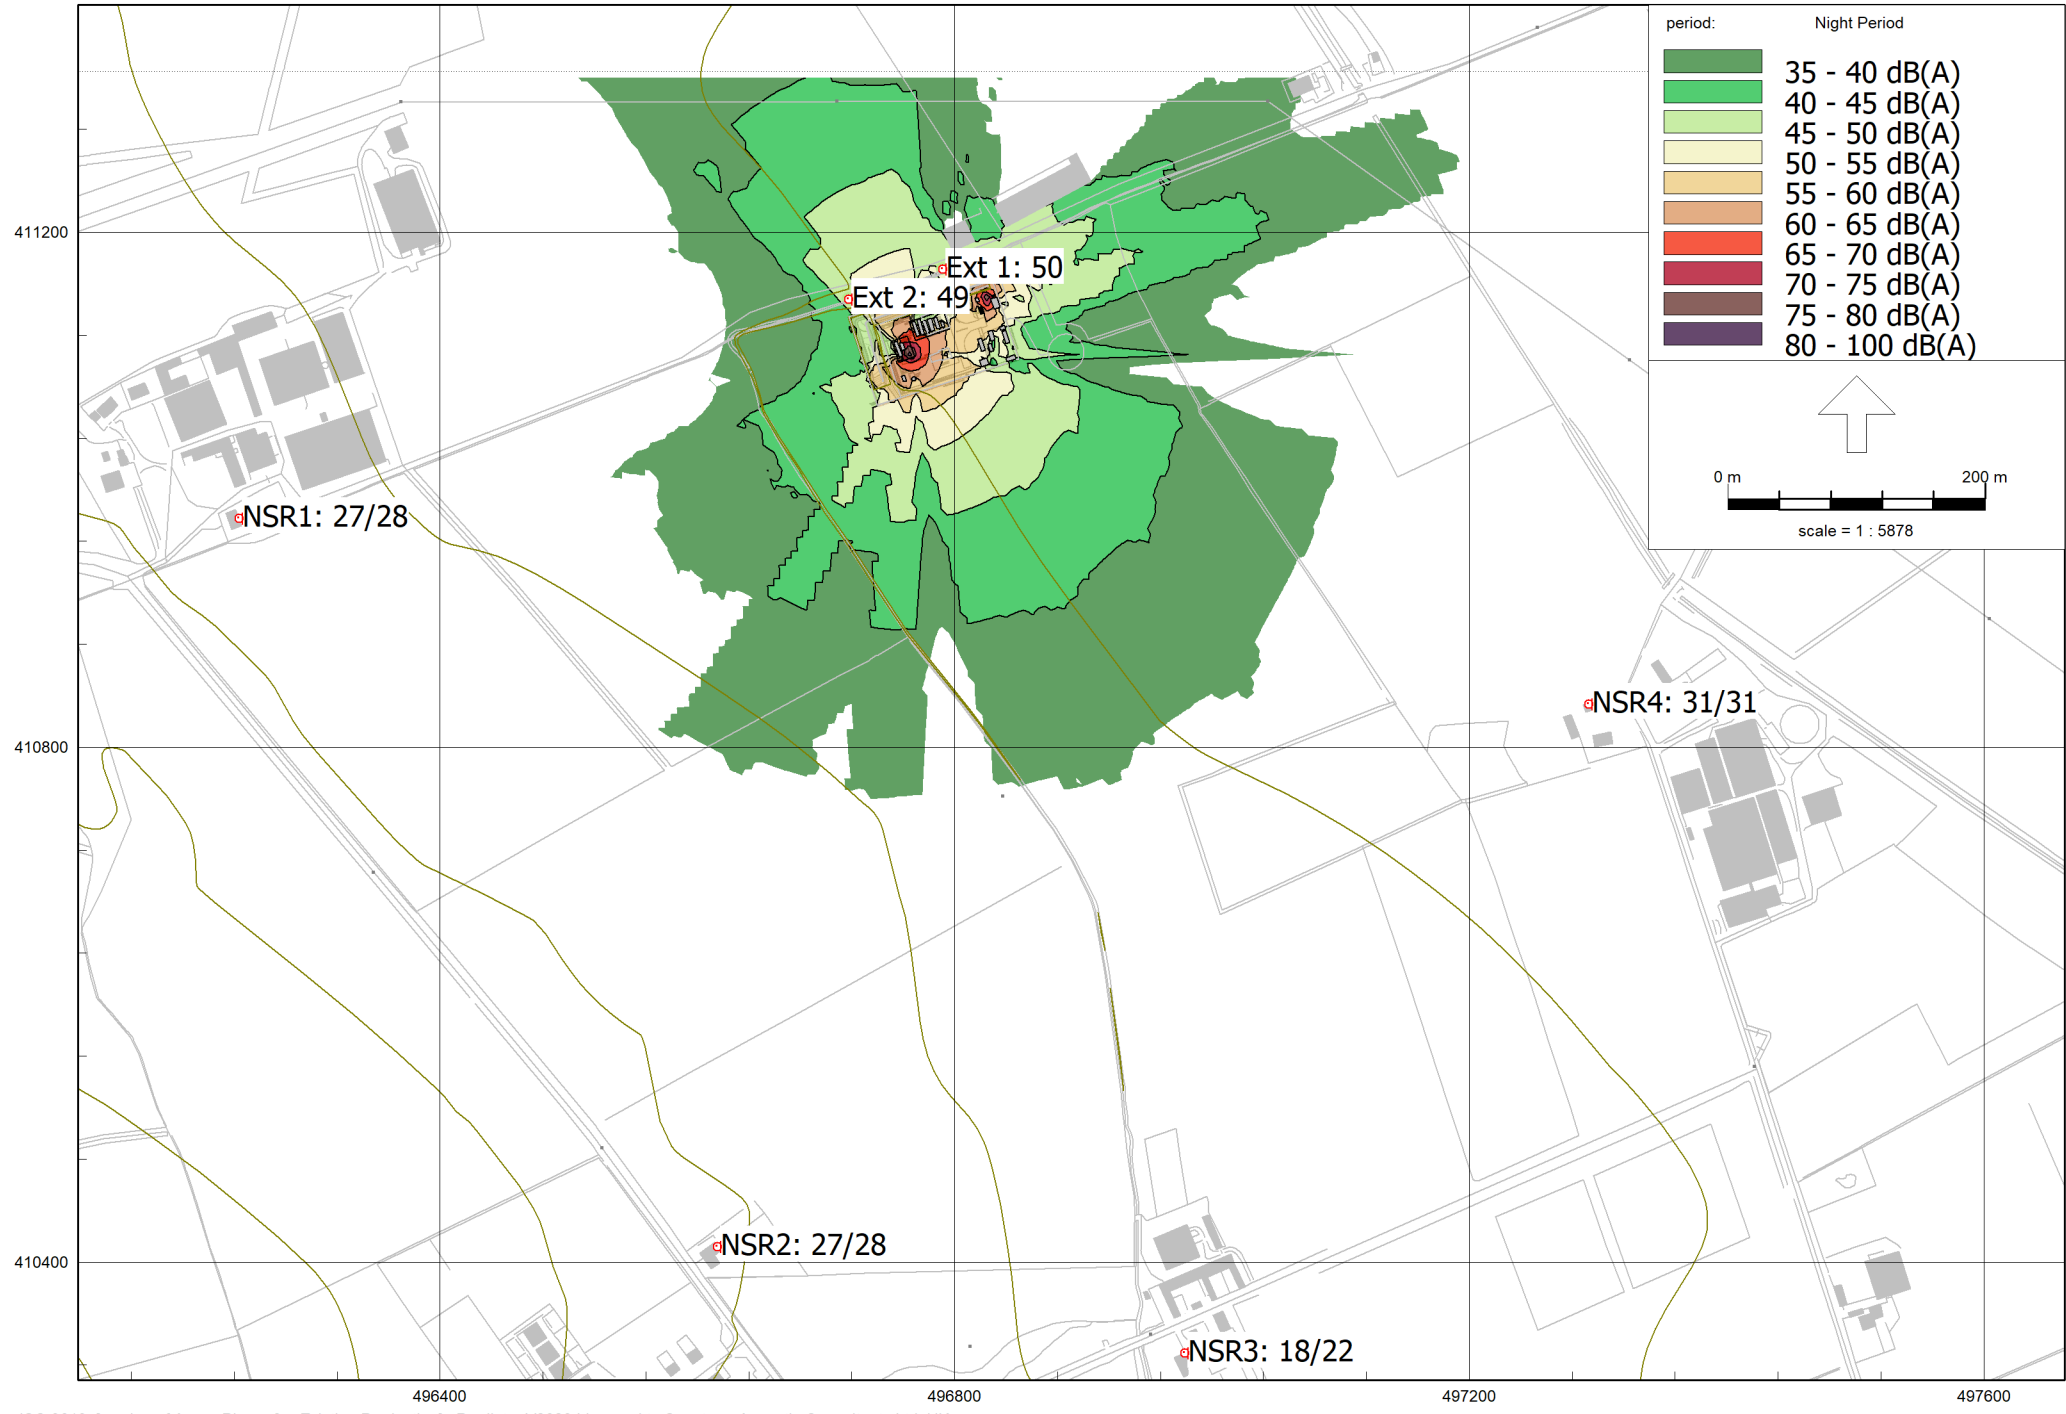 period: Night Period
35 - 40 dB(A)
40 - 45 dB(A)
45 - 50 dB(A)
50 - 55 dB(A)
55 - 60 dB(A)
60 - 65 dB(A)
65 - 70 dB(A)
70 - 75 dB(A)
75 - 80 dB(A)
80 - 100 dB(A)
0 m 200 m
scale = 1 : 5878
411200
Ext 1: 50
Ext 2: 49
NSR1: 27/28
NSR4: 31/31
410800
NSR2: 27/28
410400
NSR3: 18/22
496400 496800 497200 497600